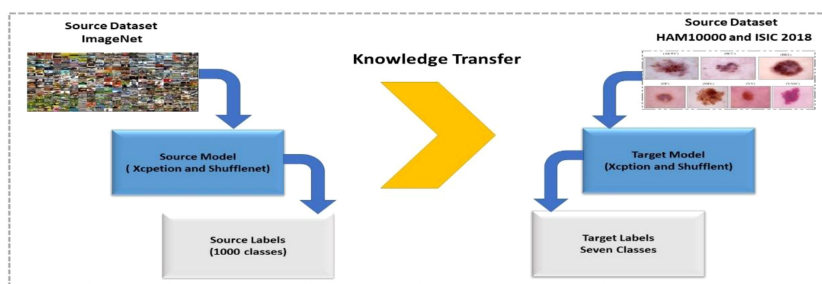 Source Dataset
ImageNet
Source Dataset
HAM10000 and ISIC 2018
Knowledge Transfer
Source Model
( Xcpetion and Shufflenet)
Target Model
(Xcption and Shufflent)
Source Labels
(1000 classes)
Target Labels
Seven Classes